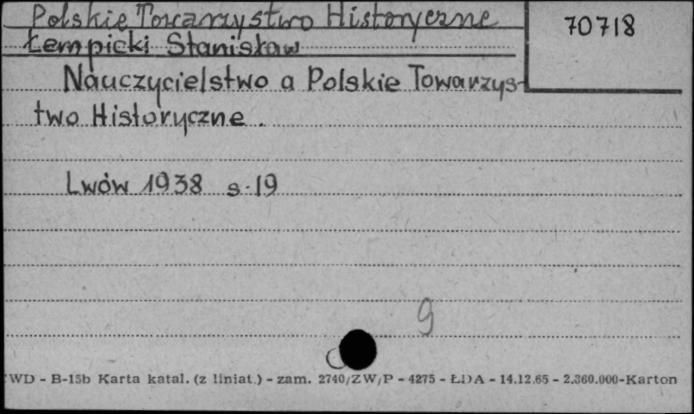 Polskie Towarzystwo Historyczne
70718
Łempicki Stanisław
Nauczycielstwo a Polskie Towarzys-
two Historyczne.
Lwów 1938 s. 19
9
WD - B-15b Karta katal. (z liniat.) - zam. 2740/ZW/P - 4275 - ŁDA - 14.12.65 - 2.360.000-Karton